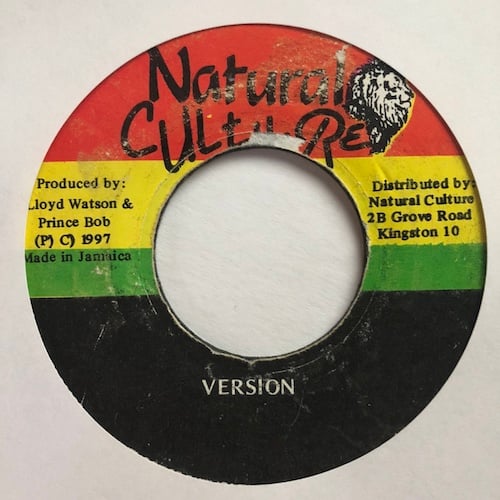 Natural
CULtURE
Produced by:
Lloyd Watson &
Prince Bob
(P) C) 1997
Made in Jamaica
Distributed by:
Natural Culture
2B Grove Road
Kingston 10
VERSION